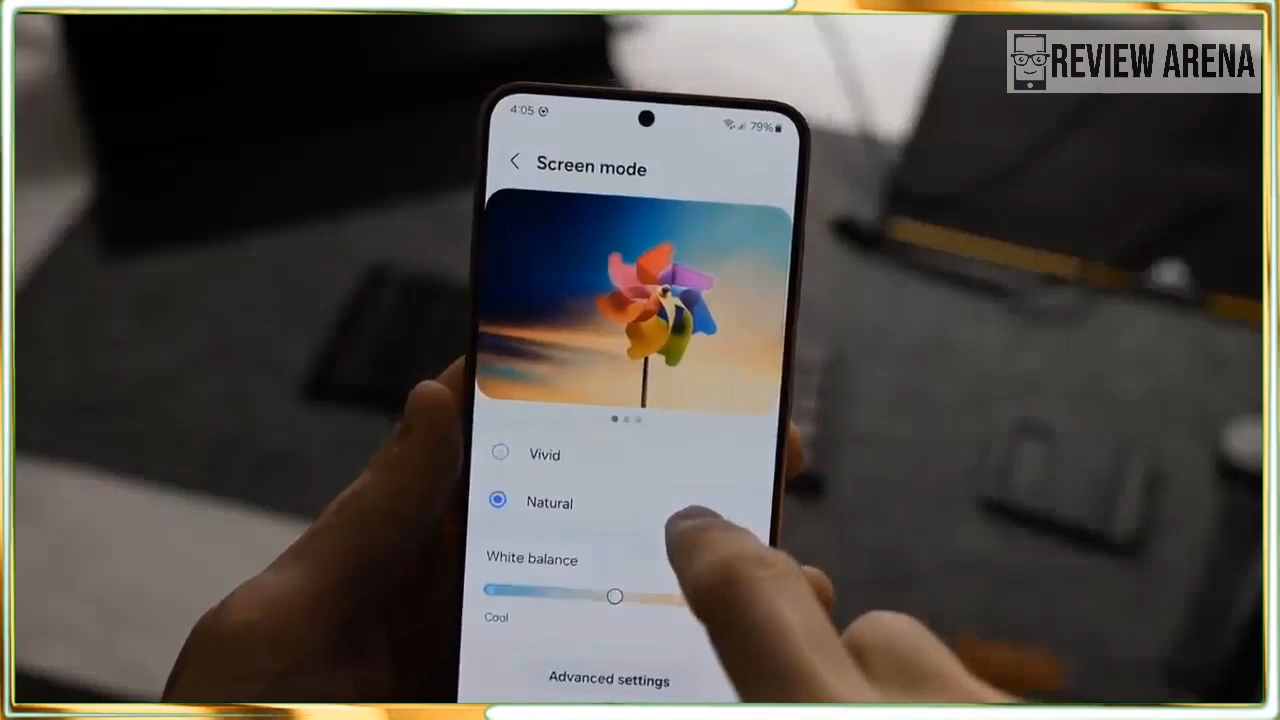 REVIEW ARENA
4:05
79%
Screen mode
Vivid
Natural
White balance
Cool
Advanced settings